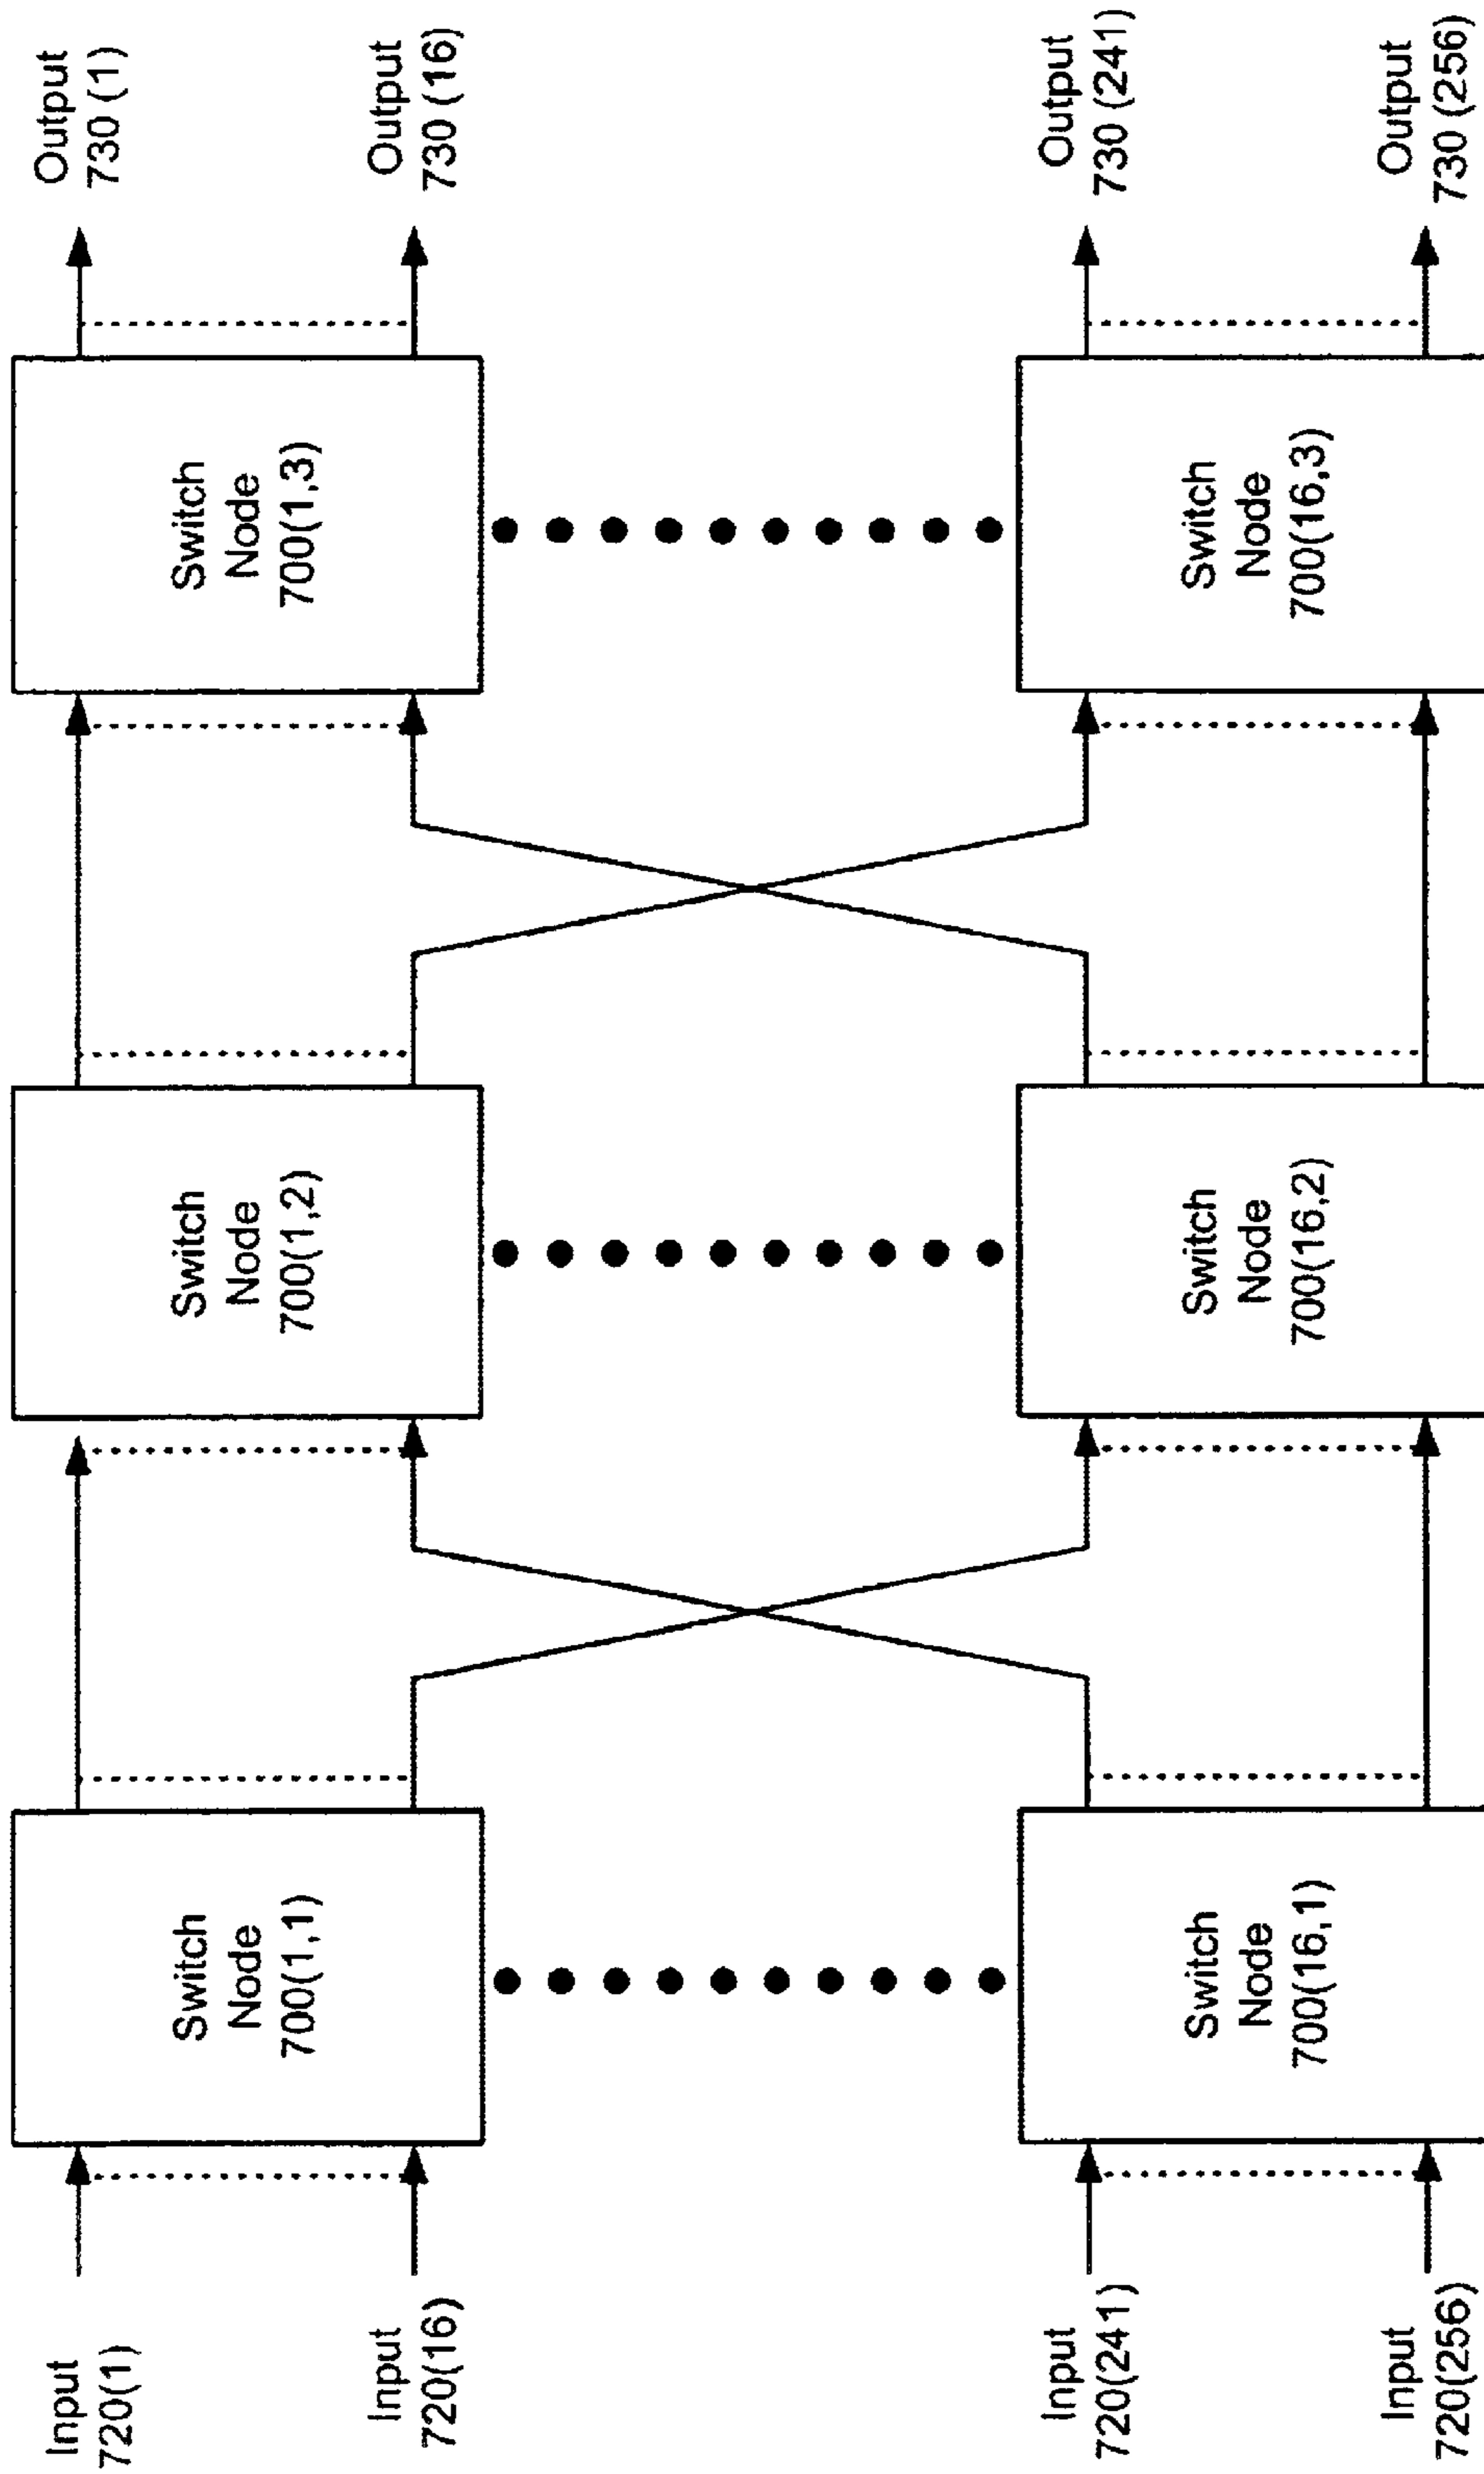 Input
720(1)
Switch
Node
700(1,1)
Switch
Node
700(1,2)
Switch
Node
700(1,3)
Output
730 (1)
Input
720(16)
Output
730 (16)
Input
720(241)
Switch
Node
700(16,1)
Switch
Node
700(16,2)
Switch
Node
700(16,3)
Output
730 (241)
Input
720(256)
Output
730 (256)